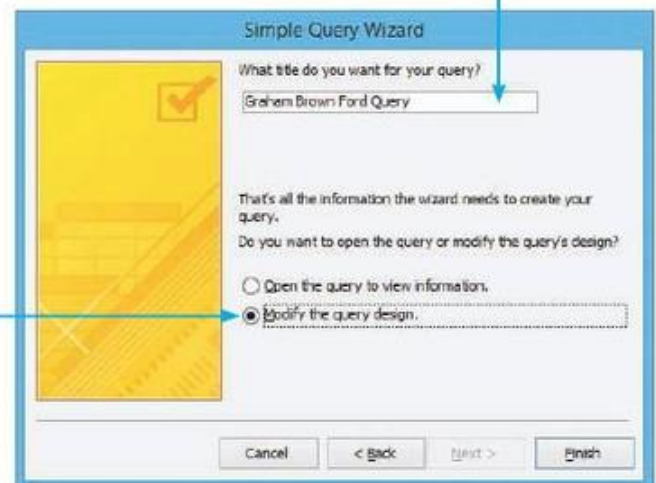 Simple Query Wizard
What title do you want for your query?
Graham Brown Ford Query
That's all the information the wizard needs to create your
query.
Do you want to open the query or modify the query's design?
Open the query to view information.
Modify the query design.
Cancel
< Back
Next >
Finish